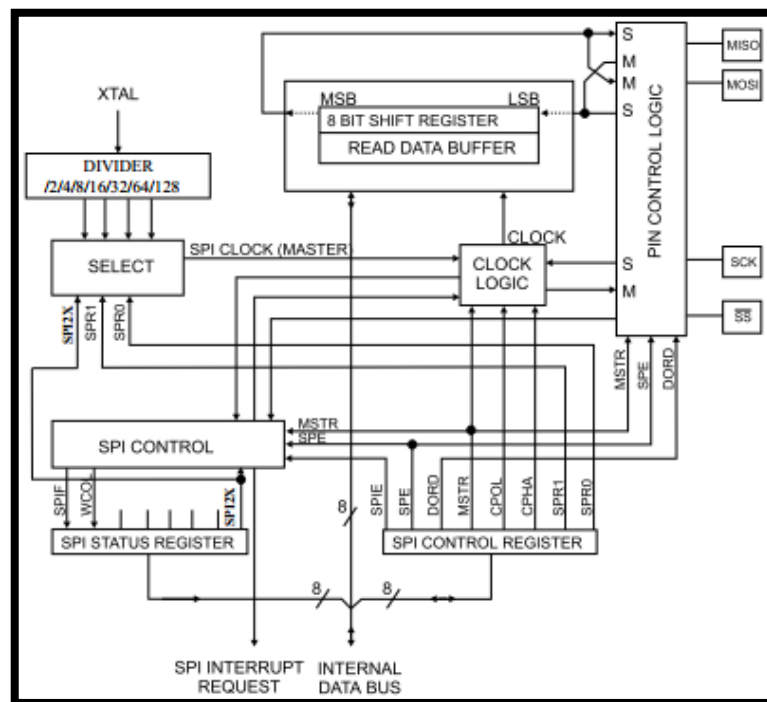 S
MISO
M
M
MOSI
XTAL
MSB
LSB
S
8 BIT SHIFT REGISTER
READ DATA BUFFER
DIVIDER
/2/4/8/16/32/64/128
PIN CONTROL LOGIC
SPI CLOCK (MASTER)
CLOCK
SELECT
CLOCK
LOGIC
S
SCK
M
SS
SPI2X
SPR1
SPR0
MSTR
SPE
DORD
MSTR
SPE
SPI CONTROL
SPIF
WCOL
SPI2X
SPIE
SPE
DORD
MSTR
CPOL
CPHA
SPR1
SPR0
8
SPI STATUS REGISTER
SPI CONTROL REGISTER
8
8
SPI INTERRUPT
REQUEST
INTERNAL
DATA BUS